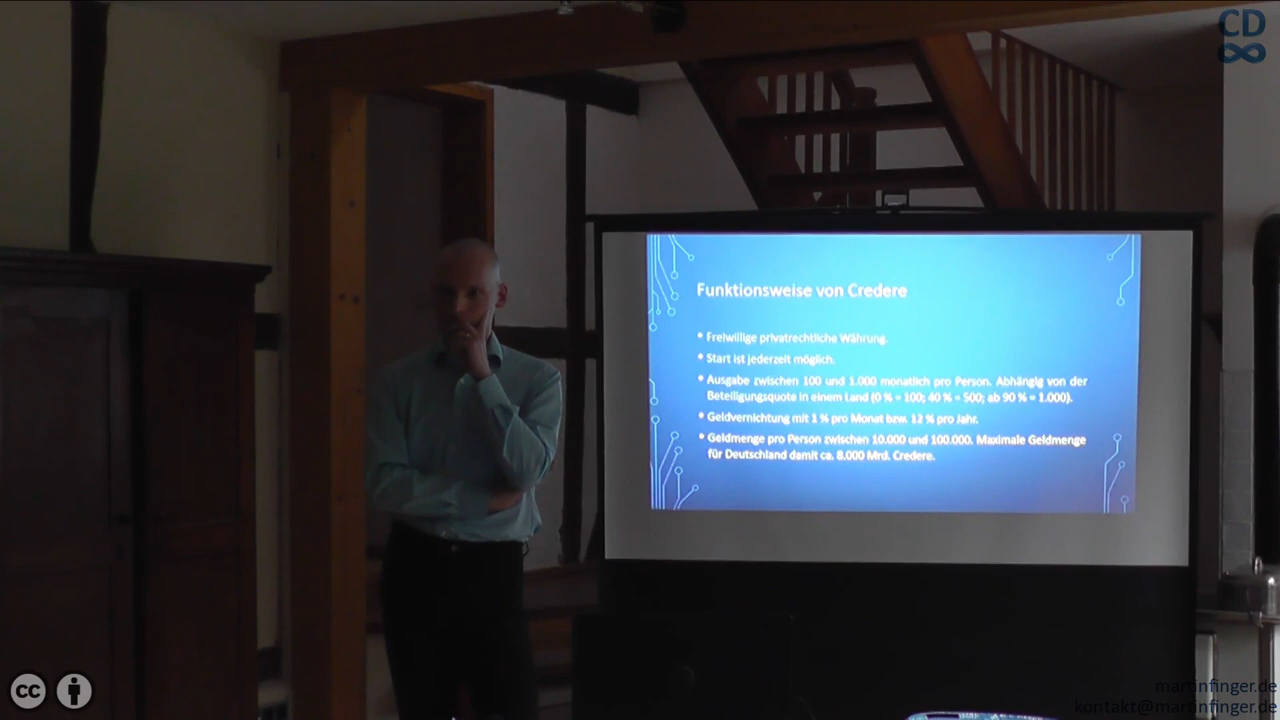 CD
Funktionsweise von Credere
• Freiwillige privatrechtliche Währung.
• Start ist jederzeit möglich.
• Ausgabe zwischen 100 und 1.000 monatlich pro Person. Abhängig von der
Beteiligungsquote in einem Land (0 % = 100; 40 % = 500; ab 90 % = 1.000).
• Geldvernichtung mit 1 % pro Monat bzw. 12 % pro Jahr.
• Geldmenge pro Person zwischen 10.000 und 100.000. Maximale Geldmenge
für Deutschland damit ca. 8.000 Mrd. Credere.
cc
martinfinger.de
kontakt@martinfinger.de